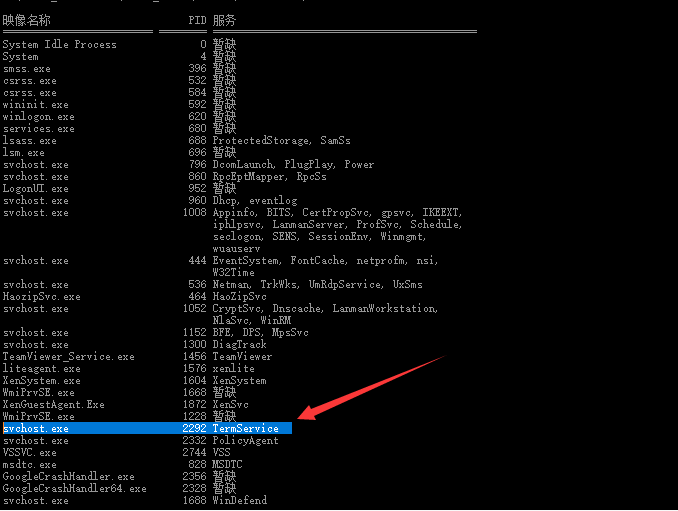 映像名称 PID 服务
System Idle Process 0 暂缺
System 4 暂缺
smss.exe 396 暂缺
csrss.exe 532 暂缺
csrss.exe 584 暂缺
wininit.exe 592 暂缺
winlogon.exe 620 暂缺
services.exe 680 暂缺
lsass.exe 688 ProtectedStorage, SamSs
lsm.exe 696 暂缺
svchost.exe 796 DcomLaunch, PlugPlay, Power
svchost.exe 860 RpcEptMapper, RpcSs
LogonUI.exe 952 暂缺
svchost.exe 960 Dhcp, eventlog
svchost.exe 1008 Appinfo, BITS, CertPropSvc, gpsvc, IKEEXT,
iphlpsvc, LanmanServer, ProfSvc, Schedule,
seclogon, SENS, SessionEnv, Winmgmt,
wuauserv
svchost.exe 444 EventSystem, FontCache, netprofm, nsi,
W32Time
svchost.exe 536 Netman, TrkWks, UmRdpService, UxSms
HaozipSvc.exe 464 HaoZipSvc
svchost.exe 1052 CryptSvc, Dnscache, LanmanWorkstation,
NlaSvc, WinRM
svchost.exe 1152 BFE, DPS, MpsSvc
svchost.exe 1300 DiagTrack
TeamViewer_Service.exe 1456 TeamViewer
liteagent.exe 1576 xenlite
XenSystem.exe 1604 XenSystem
WmiPrvSE.exe 1668 暂缺
XenGuestAgent.Exe 1872 XenSvc
WmiPrvSE.exe 1228 暂缺
svchost.exe 2292 TermService
svchost.exe 2332 PolicyAgent
VSSVC.exe 2744 VSS
msdtc.exe 828 MSDTC
GoogleCrashHandler.exe 2356 暂缺
GoogleCrashHandler64.exe 2328 暂缺
svchost.exe 1688 WinDefend